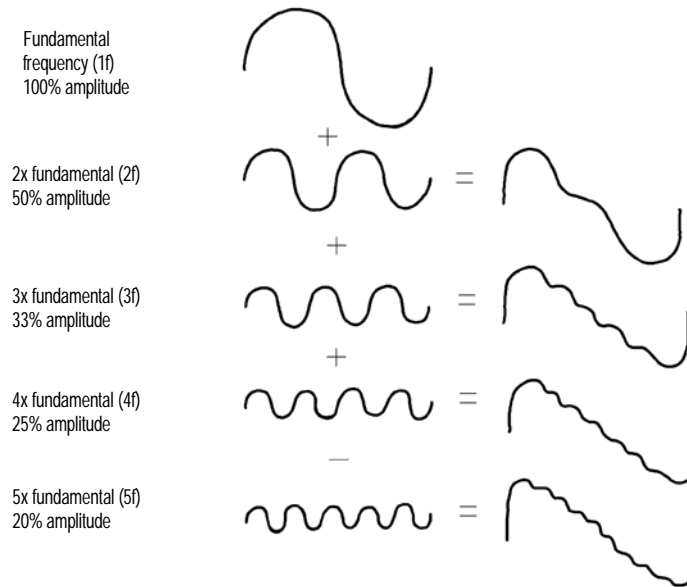 Fundamental
frequency (1f)
100% amplitude
+
2x fundamental (2f)
50% amplitude
=
+
3x fundamental (3f)
33% amplitude
=
+
4x fundamental (4f)
25% amplitude
=
—
5x fundamental (5f)
20% amplitude
=